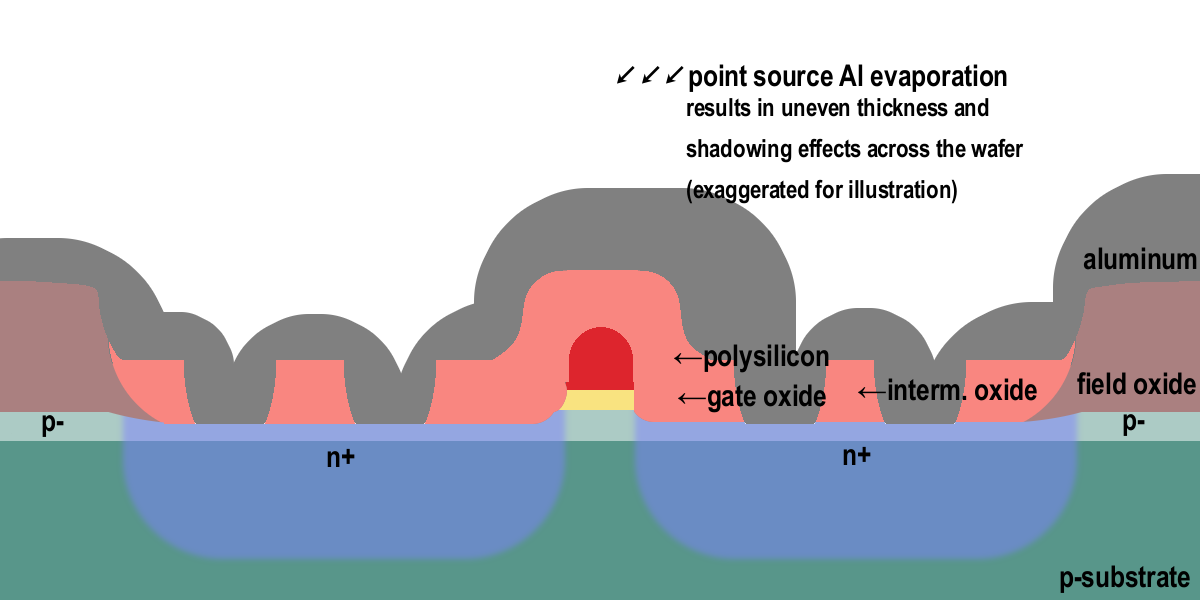 ↙↙↙point source Al evaporation
results in uneven thickness and
shadowing effects across the wafer
(exaggerated for illustration)
aluminum
←polysilicon
←gate oxide
←interm. oxide
field oxide
p-
p-
n+
n+
p-substrate